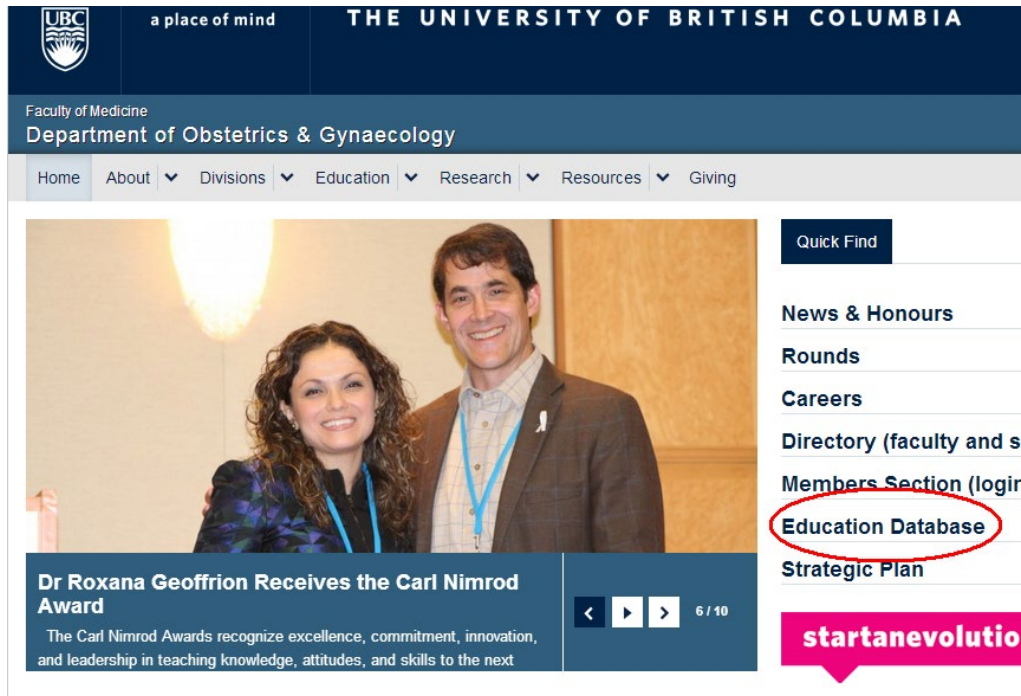 UBC
a place of mind
THE UNIVERSITY OF BRITISH COLUMBIA
Faculty of Medicine
Department of Obstetrics & Gynaecology
Home About Divisions Education Research Resources Giving
Quick Find
News & Honours
Rounds
Careers
Directory (faculty and s
Members Section (login
Education Database
Strategic Plan
Dr Roxana Geoffrion Receives the Carl Nimrod
Award
6 / 10
The Carl Nimrod Awards recognize excellence, commitment, innovation,
and leadership in teaching knowledge, attitudes, and skills to the next
startanevolutio